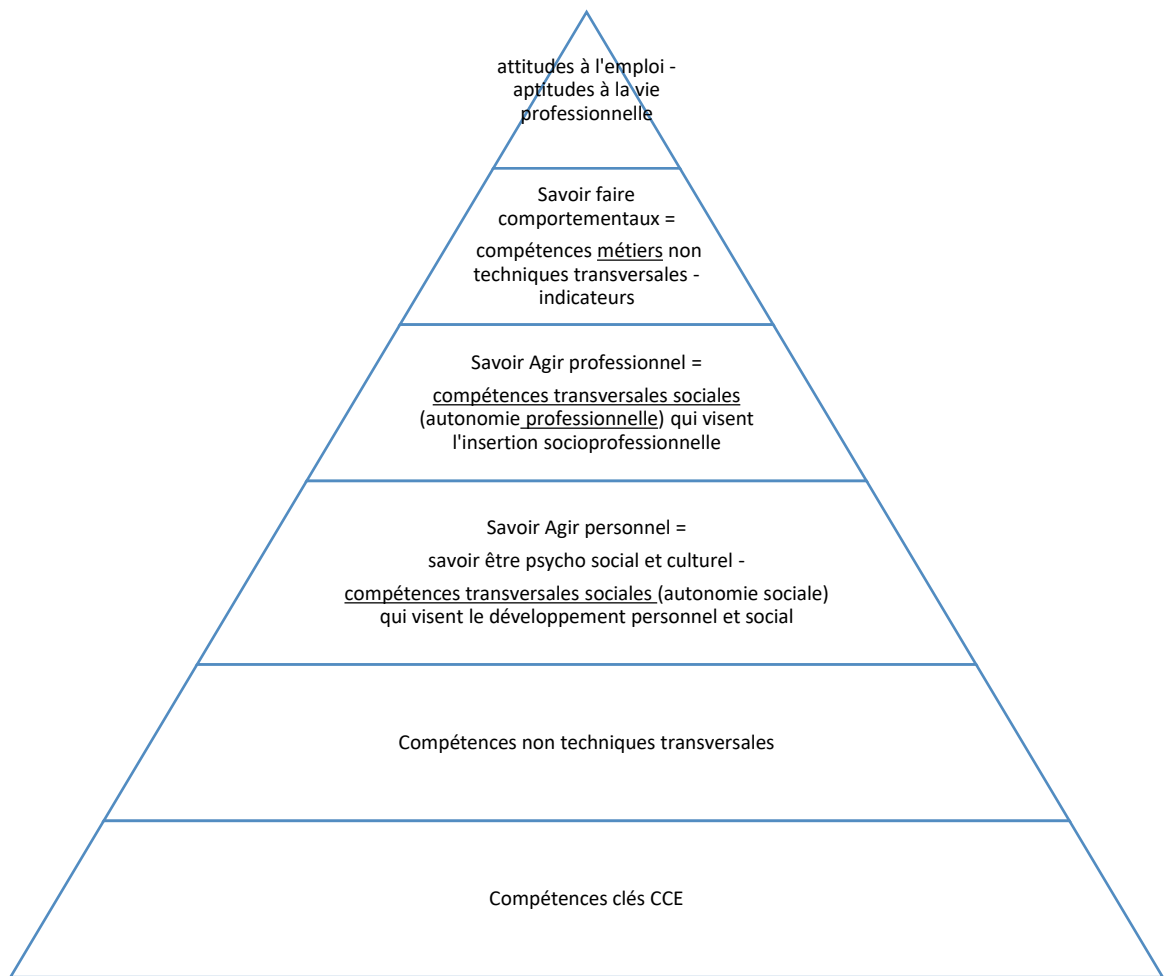 attitudes à l'emploi -
aptitudes à la vie
professionnelle
Savoir faire
comportementaux =
compétences métiers non
techniques transversales -
indicateurs
Savoir Agir professionnel =
compétences transversales sociales
(autonomie professionnelle) qui visent
l'insertion socioprofessionnelle
Savoir Agir personnel =
savoir être psycho social et culturel -
compétences transversales sociales (autonomie sociale)
qui visent le développement personnel et social
Compétences non techniques transversales
Compétences clés CCE